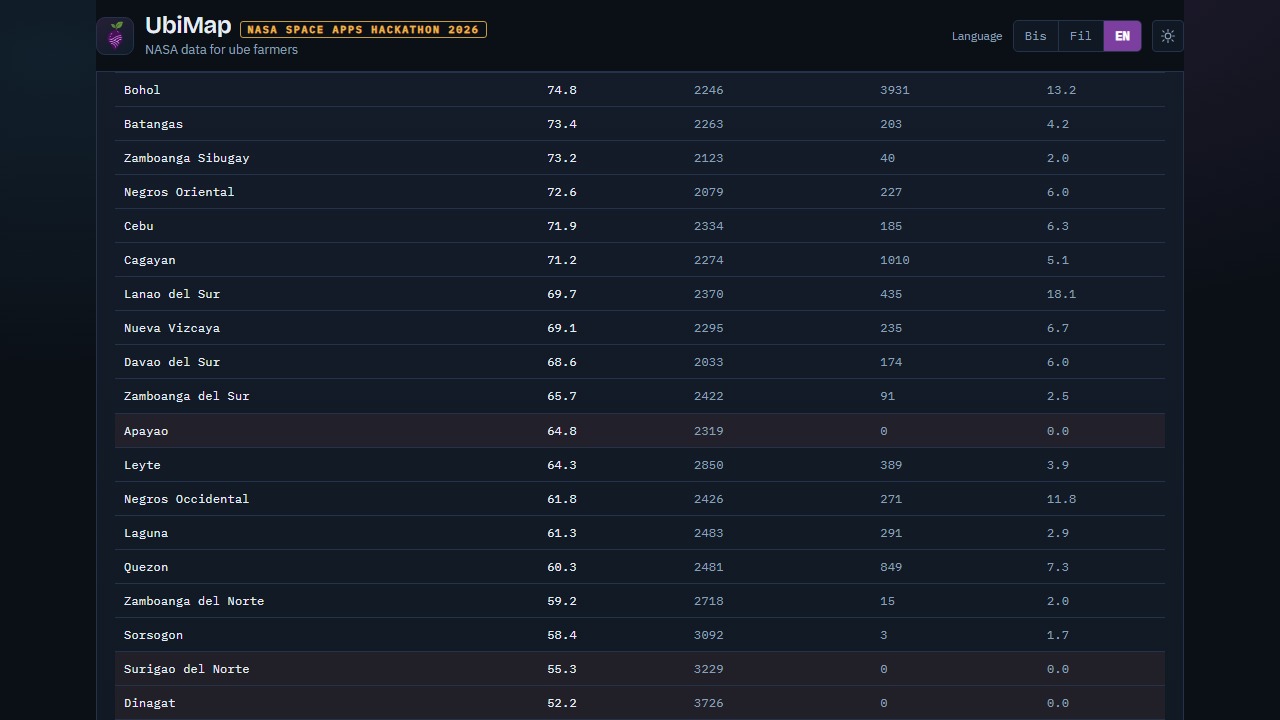 UbiMap NASA SPACE APPS HACKATHON 2026
NASA data for ube farmers
Language Bis Fil EN
Bohol 74.8 2246 3931 13.2
Batangas 73.4 2263 203 4.2
Zamboanga Sibugay 73.2 2123 40 2.0
Negros Oriental 72.6 2079 227 6.0
Cebu 71.9 2334 185 6.3
Cagayan 71.2 2274 1010 5.1
Lanao del Sur 69.7 2370 435 18.1
Nueva Vizcaya 69.1 2295 235 6.7
Davao del Sur 68.6 2033 174 6.0
Zamboanga del Sur 65.7 2422 91 2.5
Apayao 64.8 2319 0 0.0
Leyte 64.3 2850 389 3.9
Negros Occidental 61.8 2426 271 11.8
Laguna 61.3 2483 291 2.9
Quezon 60.3 2481 849 7.3
Zamboanga del Norte 59.2 2718 15 2.0
Sorsogon 58.4 3092 3 1.7
Surigao del Norte 55.3 3229 0 0.0
Dinagat 52.2 3726 0 0.0